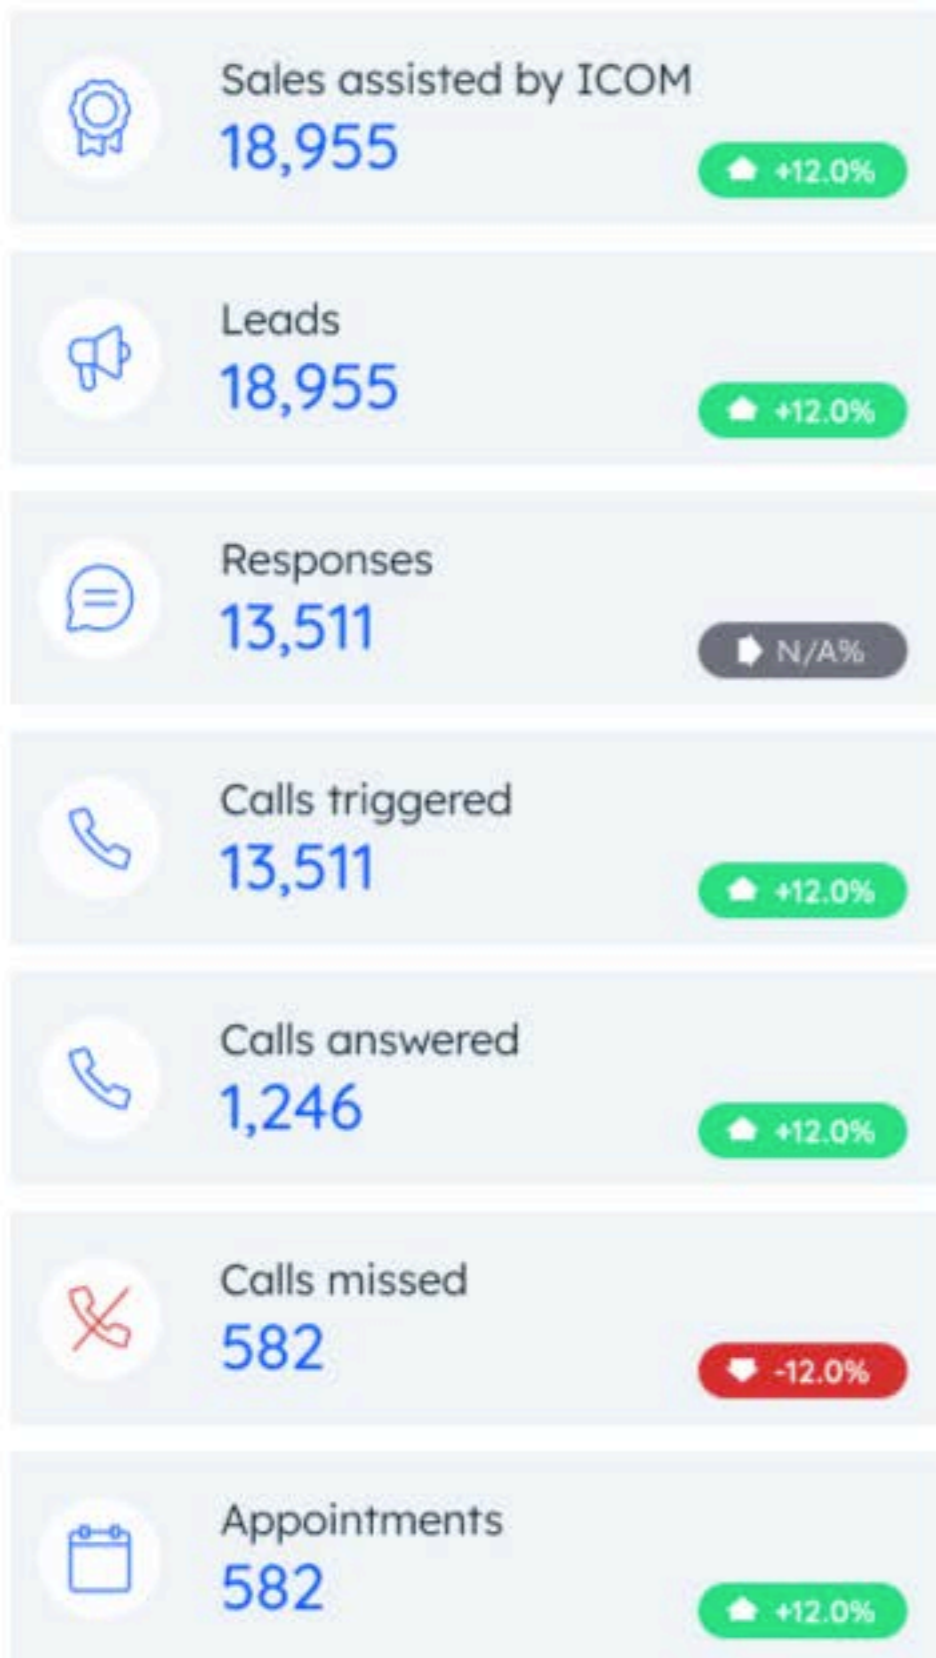 Sales assisted by ICOM
18,955
+12.0%
Leads
18,955
+12.0%
Responses
13,511
N/A%
Calls triggered
13,511
+12.0%
Calls answered
1,246
+12.0%
Calls missed
582
-12.0%
Appointments
582
+12.0%